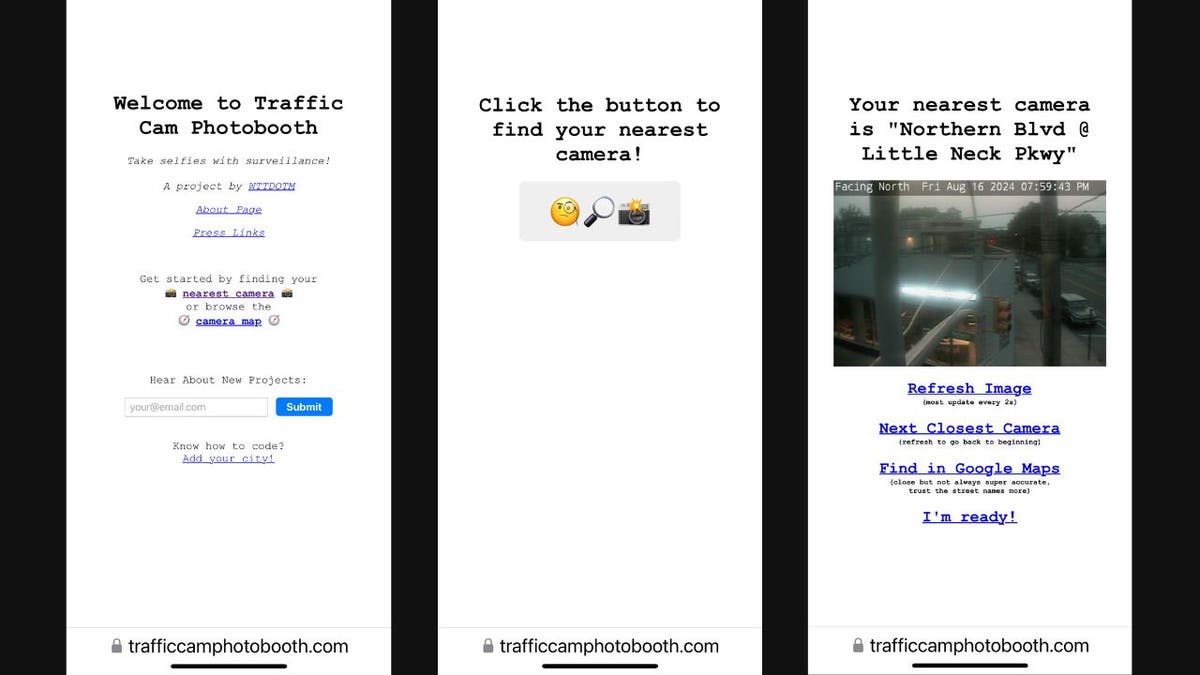 Welcome to Traffic
Cam Photobooth
Take selfies with surveillance!
A project by WTTDOTM
About Page
Press Links
Get started by finding your
nearest camera
or browse the
camera map
Hear About New Projects:
your@email.com
Submit
Know how to code?
Add your city!
trafficcamphotobooth.com
Click the button to
find your nearest
camera!
trafficcamphotobooth.com
Your nearest camera
is "Northern Blvd @
Little Neck Pkwy"
Facing North Fri Aug 16 2024 07:59:43 PM
Refresh Image
(most update every 2s)
Next Closest Camera
(refresh to go back to beginning)
Find in Google Maps
(close but not always super accurate,
trust the street names more)
I'm ready!
trafficcamphotobooth.com